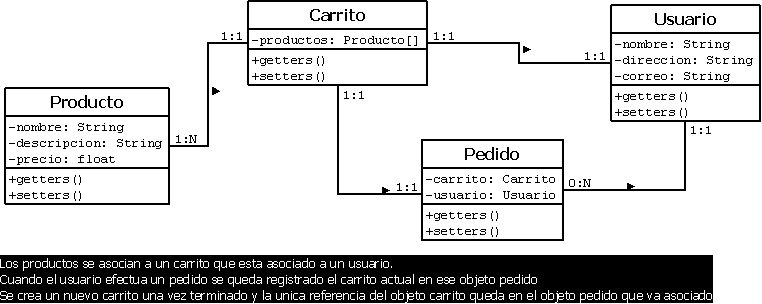 Carrito
-productos: Producto[]
+getters()
+setters()
Usuario
-nombre: String
-direccion: String
-correo: String
+getters()
+setters()
Producto
-nombre: String
-descripcion: String
-precio: float
+getters()
+setters()
Pedido
-carrito: Carrito
-usuario: Usuario
+getters()
+setters()
1:1
1:1
1:1
1:1
1:N
1:1
1:1
0:N
Los productos se asocian a un carrito que esta asociado a un usuario.
Cuando el usuario efectua un pedido se queda registrado el carrito actual en ese objeto pedido
Se crea un nuevo carrito una vez terminado y la unica referencia del objeto carrito queda en el objeto pedido que va asociado